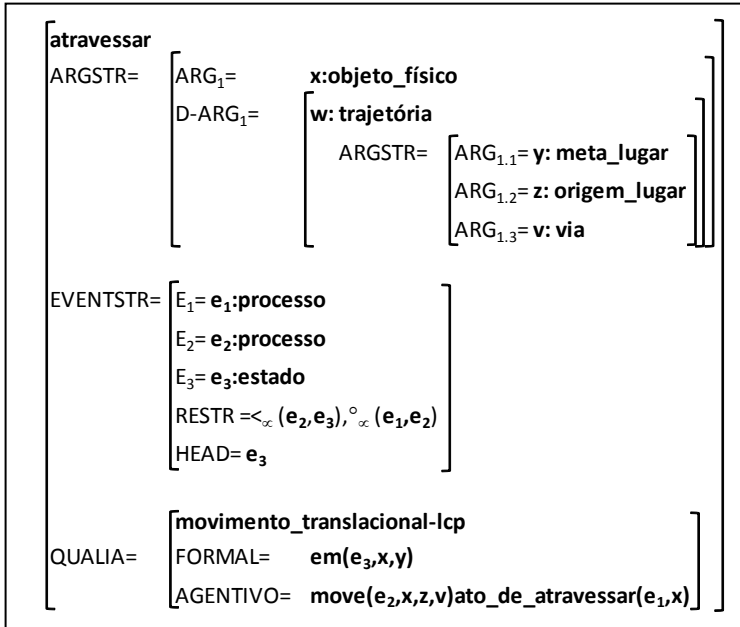 atravessar
ARGSTR= ARG₁= x:objeto_físico
D-ARG₁= w: trajetória
ARGSTR= ARG₁.₁= y: meta_lugar
ARG₁.₂= z: origem_lugar
ARG₁.₃= v: via
EVENTSTR= E₁= e₁:processo
E₂= e₂:processo
E₃= e₃:estado
RESTR =<∝ (e₂,e₃),°∝ (e₁,e₂)
HEAD= e₃
movimento_translacional-lcp
QUALIA= FORMAL= em(e₃,x,y)
AGENTIVO= move(e₂,x,z,v)ato_de_atravessar(e₁,x)